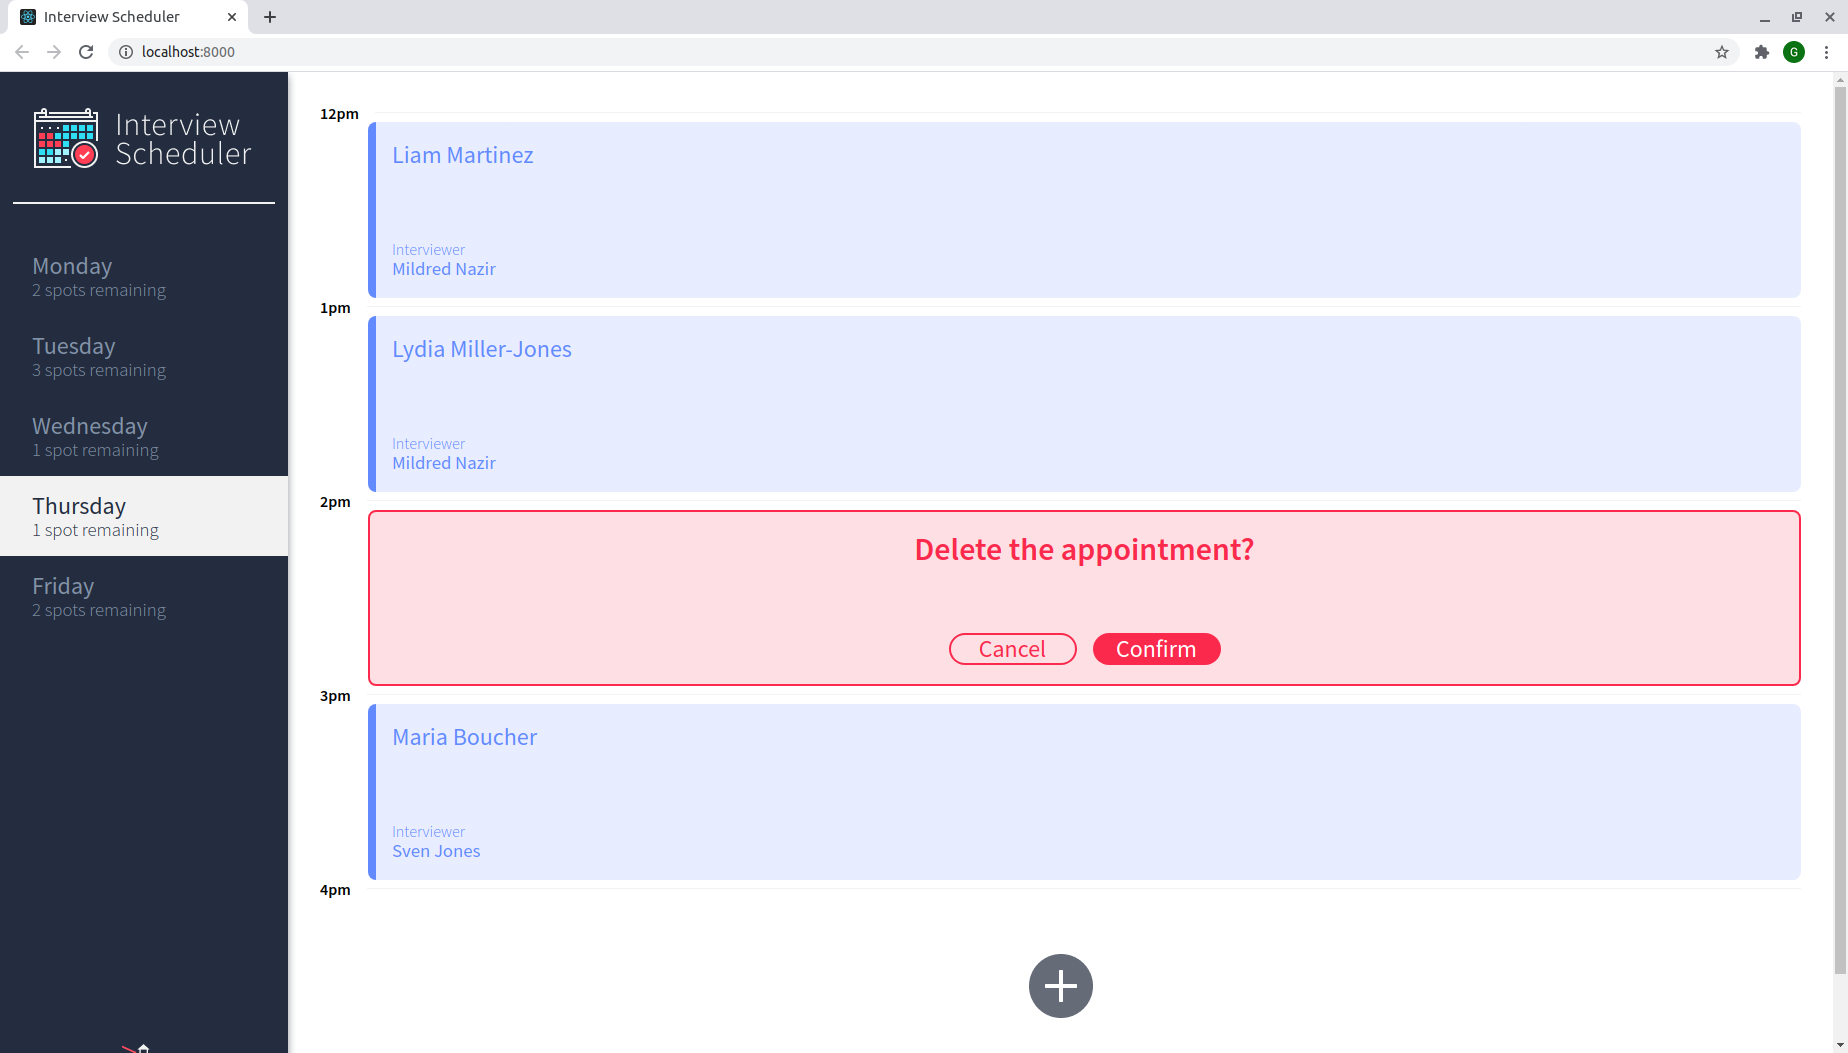 Interview Scheduler
localhost:8000
G
Interview
Scheduler
Monday
2 spots remaining
Tuesday
3 spots remaining
Wednesday
1 spot remaining
Thursday
1 spot remaining
Friday
2 spots remaining
12pm
Liam Martinez
Interviewer
Mildred Nazir
1pm
Lydia Miller-Jones
Interviewer
Mildred Nazir
2pm
Delete the appointment?
Cancel Confirm
3pm
Maria Boucher
Interviewer
Sven Jones
4pm